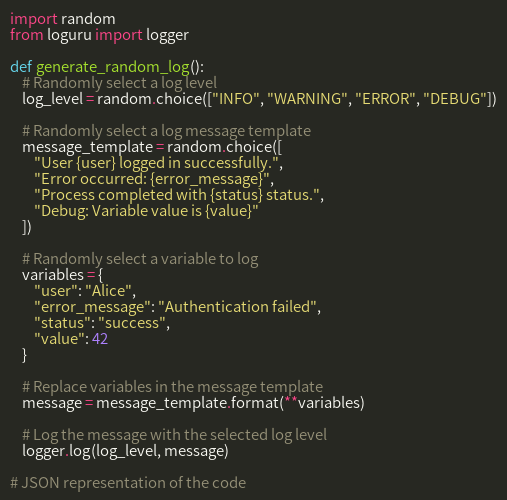 import random
from loguru import logger

def generate_random_log():
    # Randomly select a log level
    log_level = random.choice(["INFO", "WARNING", "ERROR", "DEBUG"])

    # Randomly select a log message template
    message_template = random.choice([
        "User {user} logged in successfully.",
        "Error occurred: {error_message}",
        "Process completed with {status} status.",
        "Debug: Variable value is {value}"
    ])

    # Randomly select a variable to log
    variables = {
        "user": "Alice",
        "error_message": "Authentication failed",
        "status": "success",
        "value": 42
    }

    # Replace variables in the message template
    message = message_template.format(**variables)

    # Log the message with the selected log level
    logger.log(log_level, message)

# JSON representation of the code